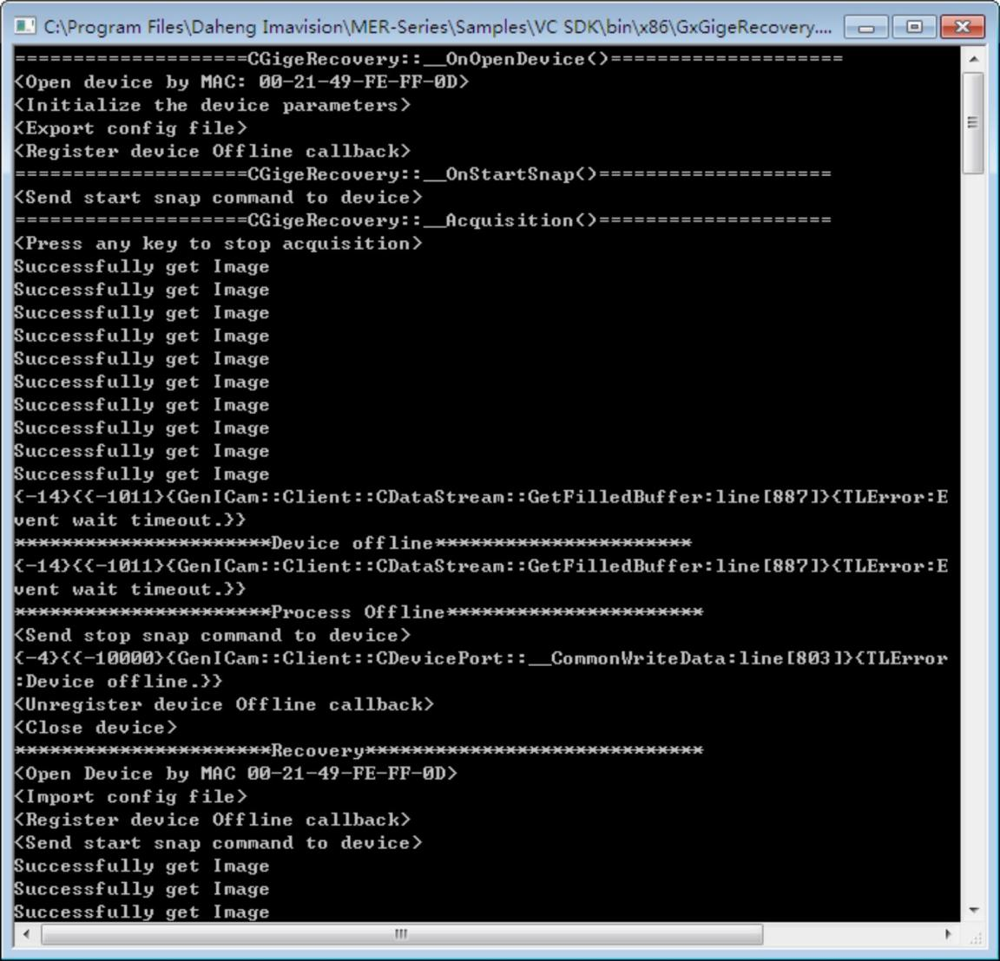 C:\Program Files\Daheng Imavision\MER-Series\Samples\VC SDK\bin\x86\GxGigeRecovery....
====================CGigeRecovery::__OnOpenDevice()====================
<Open device by MAC: 00-21-49-FE-FF-0D>
<Initialize the device parameters>
<Export config file>
<Register device Offline callback>
====================CGigeRecovery::__OnStartSnap()====================
<Send start snap command to device>
====================CGigeRecovery::__Acquisition()====================
<Press any key to stop acquisition>
Successfully get Image
Successfully get Image
Successfully get Image
Successfully get Image
Successfully get Image
Successfully get Image
Successfully get Image
Successfully get Image
Successfully get Image
Successfully get Image
{-14}{{-1011}{GenICam::Client::CDataStream::GetFilledBuffer:line[887]}{TLError:E
vent wait timeout.}}
**********************Device offline**********************
{-14}{{-1011}{GenICam::Client::CDataStream::GetFilledBuffer:line[887]}{TLError:E
vent wait timeout.}}
**********************Process Offline**********************
<Send stop snap command to device>
{-4}{{-10000}{GenICam::Client::CDevicePort::__CommonWriteData:line[803]}{TLError
:Device offline.}}
<Unregister device Offline callback>
<Close device>
**********************Recovery*****************************
<Open Device by MAC 00-21-49-FE-FF-0D>
<Import config file>
<Register device Offline callback>
<Send start snap command to device>
Successfully get Image
Successfully get Image
Successfully get Image